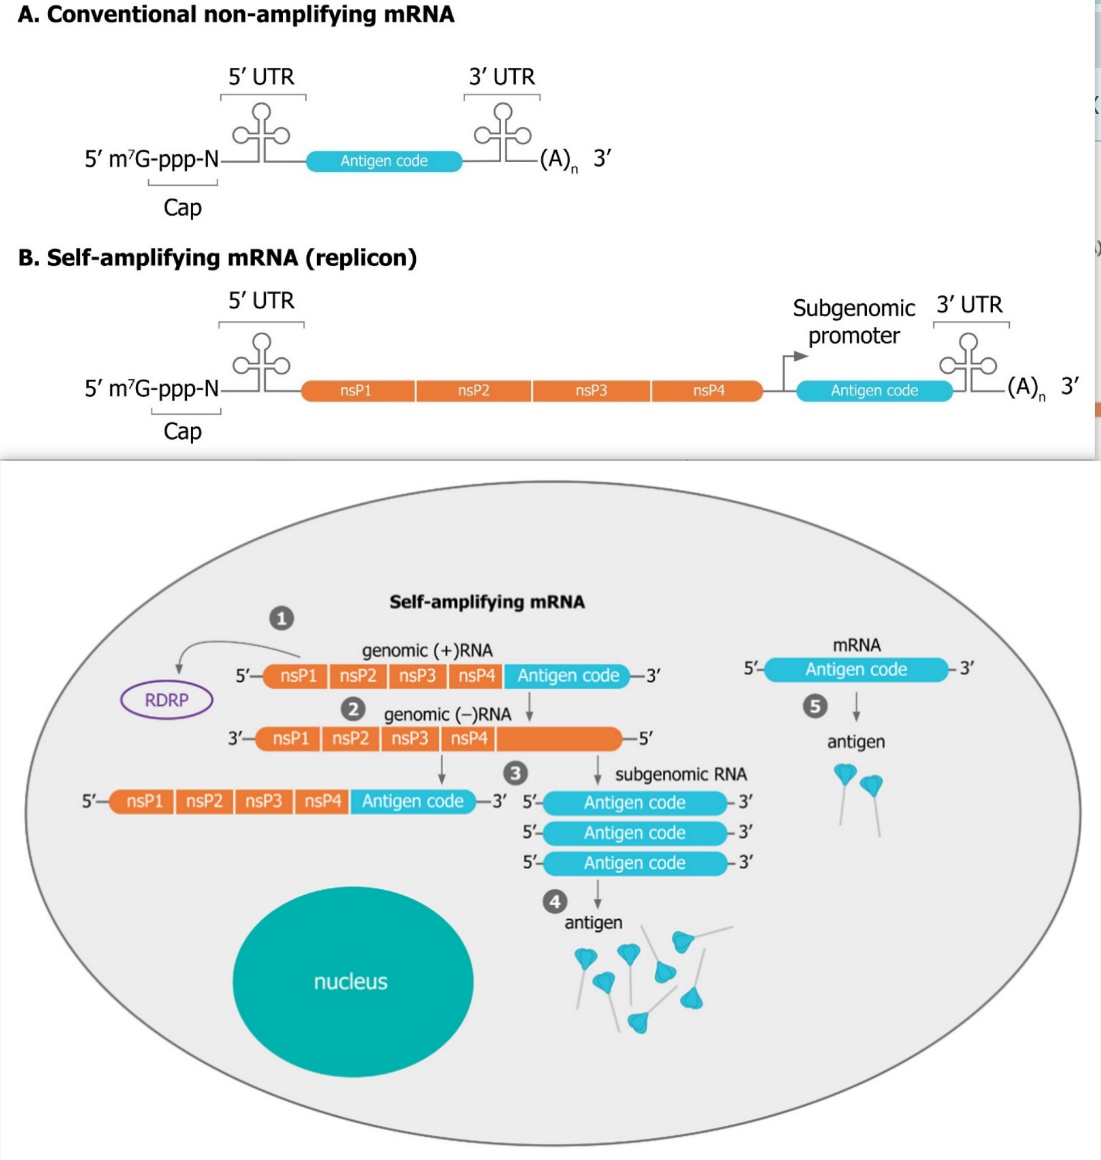 A. Conventional non-amplifying mRNA
5′ UTR 3′ UTR
5′ m⁷G-ppp-N Antigen code (A)ₙ 3′
Cap
B. Self-amplifying mRNA (replicon)
5′ UTR Subgenomic promoter 3′ UTR
5′ m⁷G-ppp-N nsP1 nsP2 nsP3 nsP4 Antigen code (A)ₙ 3′
Cap
Self-amplifying mRNA
1
genomic (+)RNA
5′ nsP1 nsP2 nsP3 nsP4 Antigen code 3′
RDRP
2 genomic (−)RNA
3′ nsP1 nsP2 nsP3 nsP4 5′
3 subgenomic RNA
5′ nsP1 nsP2 nsP3 nsP4 Antigen code 3′
5′ Antigen code 3′
5′ Antigen code 3′
5′ Antigen code 3′
4
antigen
mRNA
5′ Antigen code 3′
5
antigen
nucleus